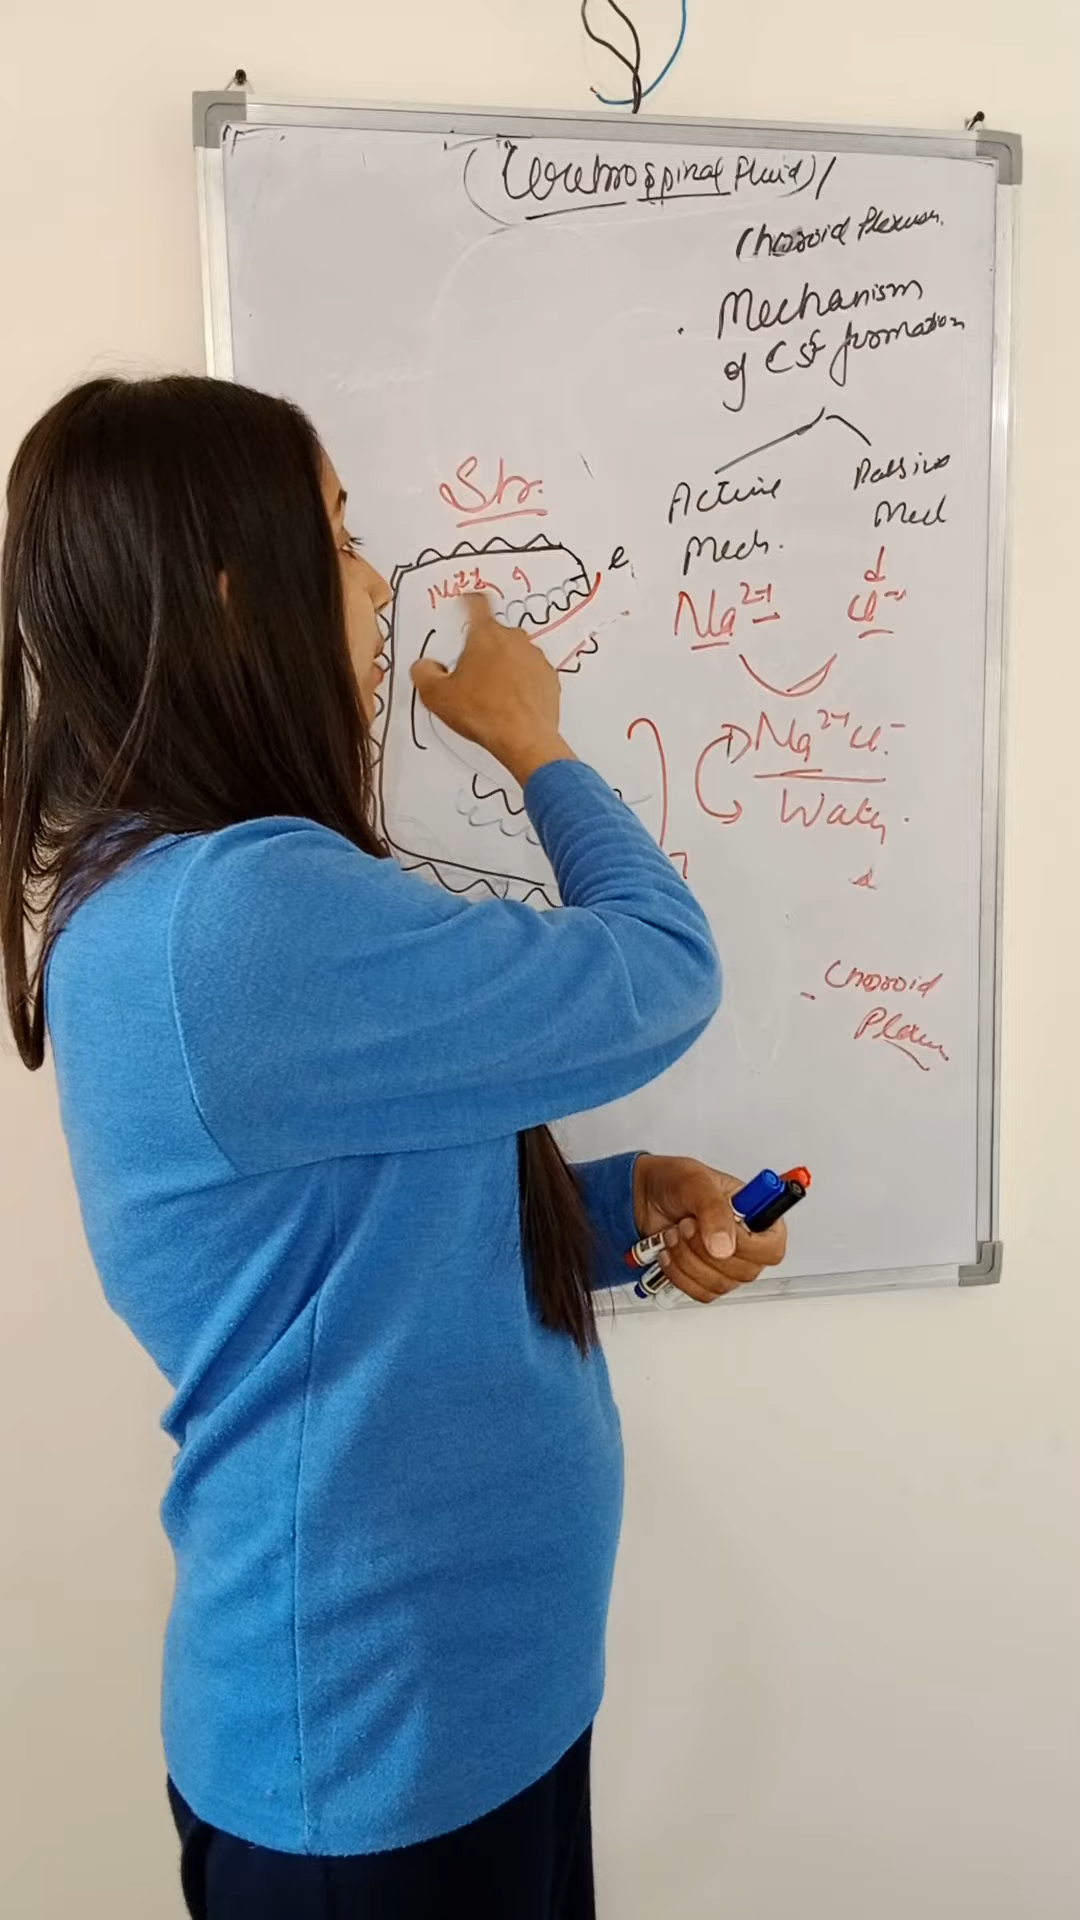 (Cerebrospinal Fluid)/
Choroid Plexus.
. Mechanism
of CSF formation
Active
Mech.
Passive
Mech
Str.
e
Na²⁺
Na²⁺
Cl⁻
s
Na²⁺Cl⁻
Water.
- Choroid
Plexus